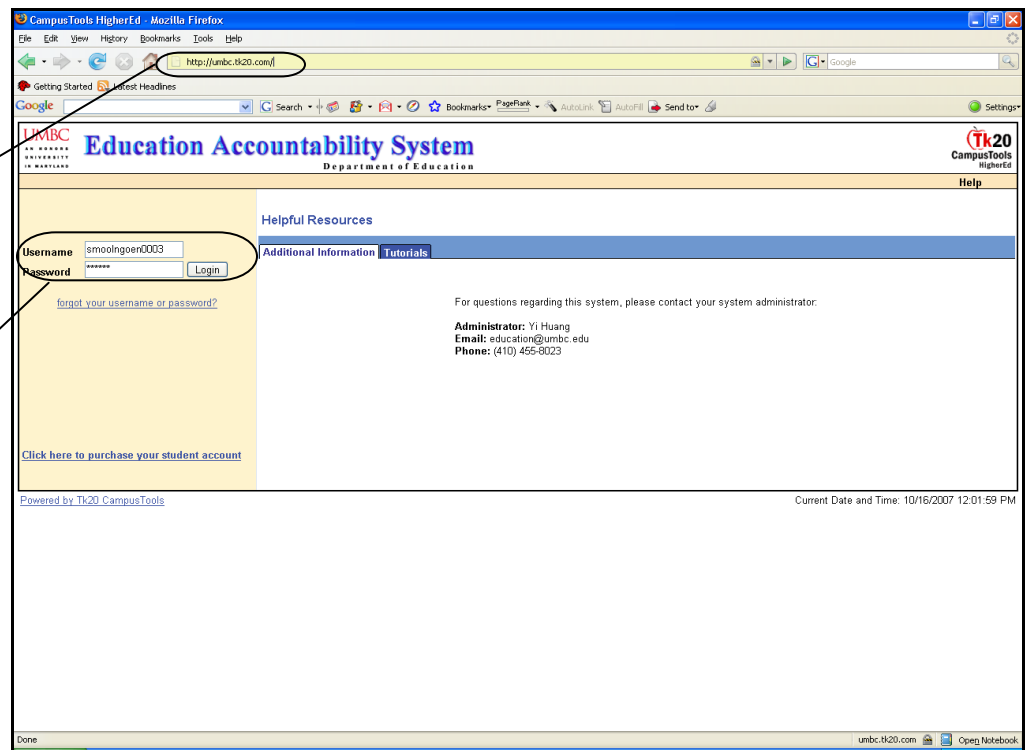 CampusTools HigherEd - Mozilla Firefox
File Edit View History Bookmarks Tools Help
http://umbc.tk20.com/
Google
Getting Started Latest Headlines
Google Search Bookmarks PageRank AutoLink AutoFill Send to Settings
UMBC
AN HONORS
UNIVERSITY
IN MARYLAND
Education Accountability System
Department of Education
Tk20
CampusTools
HigherEd
Help
Helpful Resources
Additional Information Tutorials
Username smoolngoen0003
Password ****** Login
forgot your username or password?
For questions regarding this system, please contact your system administrator:
Administrator: Yi Huang
Email: education@umbc.edu
Phone: (410) 455-8023
Click here to purchase your student account
Powered by Tk20 CampusTools
Current Date and Time: 10/16/2007 12:01:59 PM
Done
umbc.tk20.com Open Notebook